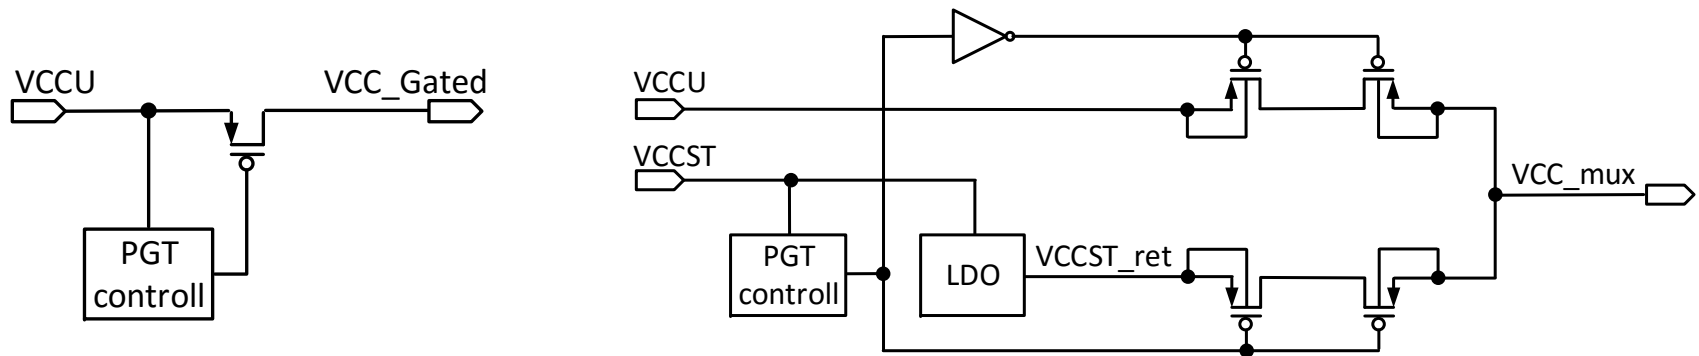 VCCU
VCC_Gated
PGT
controll
VCCU
VCCST
PGT
controll
LDO
VCCST_ret
VCC_mux